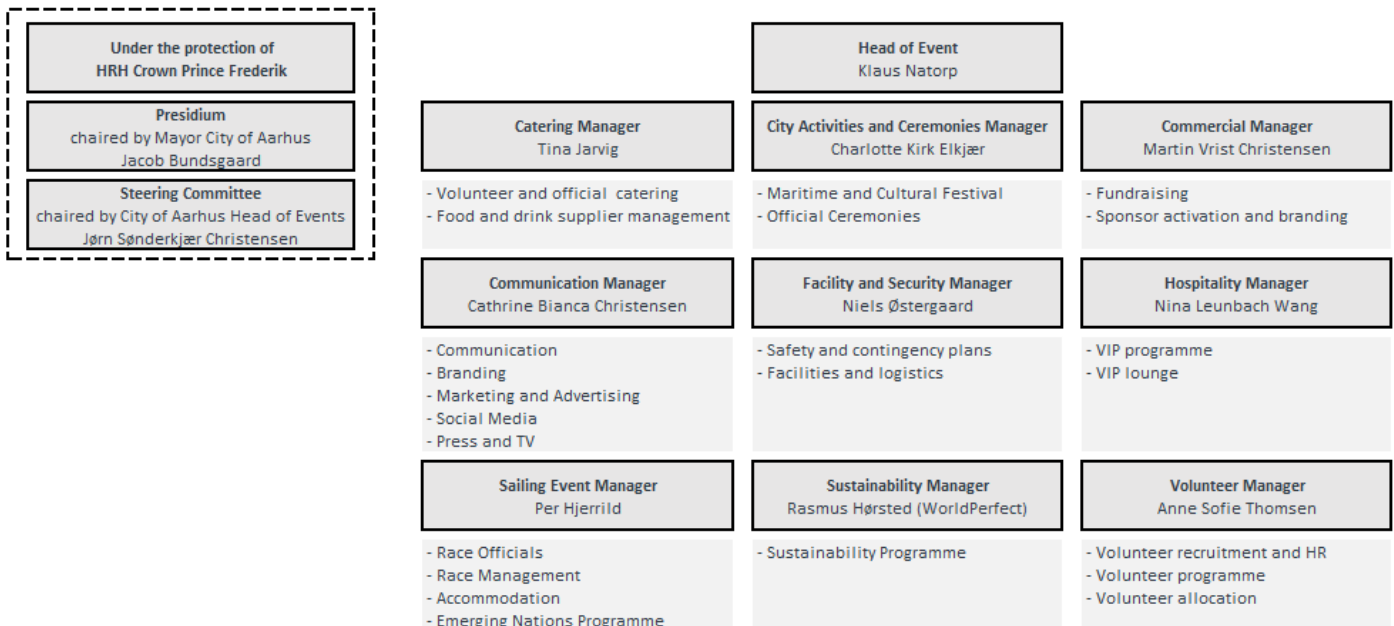 Under the protection of
HRH Crown Prince Frederik
Presidium
chaired by Mayor City of Aarhus
Jacob Bundsgaard
Steering Committee
chaired by City of Aarhus Head of Events
Jørn Sønderkjær Christensen
Head of Event
Klaus Natorp
Catering Manager
Tina Jarvig
- Volunteer and official catering
- Food and drink supplier management
City Activities and Ceremonies Manager
Charlotte Kirk Elkjær
- Maritime and Cultural Festival
- Official Ceremonies
Commercial Manager
Martin Vrist Christensen
- Fundraising
- Sponsor activation and branding
Communication Manager
Cathrine Bianca Christensen
- Communication
- Branding
- Marketing and Advertising
- Social Media
- Press and TV
Facility and Security Manager
Niels Østergaard
- Safety and contingency plans
- Facilities and logistics
Hospitality Manager
Nina Leunbach Wang
- VIP programme
- VIP lounge
Sailing Event Manager
Per Hjerrild
- Race Officials
- Race Management
- Accommodation
- Emerging Nations Programme
Sustainability Manager
Rasmus Hørsted (WorldPerfect)
- Sustainability Programme
Volunteer Manager
Anne Sofie Thomsen
- Volunteer recruitment and HR
- Volunteer programme
- Volunteer allocation